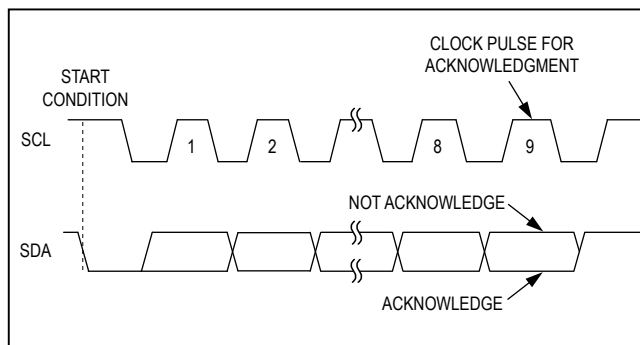 CLOCK PULSE FOR
ACKNOWLEDGMENT
START
CONDITION
SCL
1
2
8
9
NOT ACKNOWLEDGE
SDA
ACKNOWLEDGE